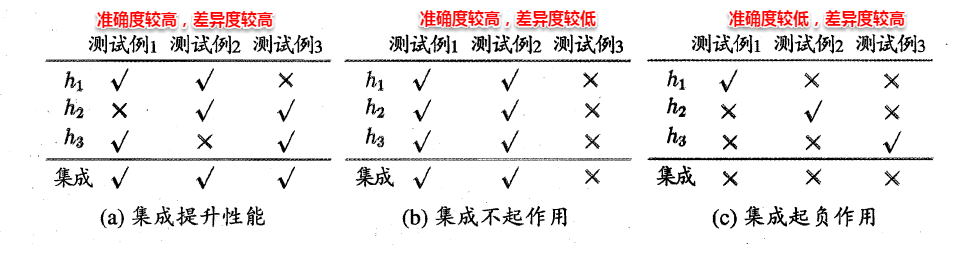 准确度较高，差异度较高 准确度较高，差异度较低 准确度较低，差异度较高
测试例1 测试例2 测试例3 测试例1 测试例2 测试例3 测试例1 测试例2 测试例3
h1 √ √ × h1 √ √ × h1 √ × ×
h2 × √ √ h2 √ √ × h2 × √ ×
h3 √ × √ h3 √ √ × h3 × × √
集成 √ √ √ 集成 √ √ × 集成 × × ×
(a) 集成提升性能 (b) 集成不起作用 (c) 集成起负作用